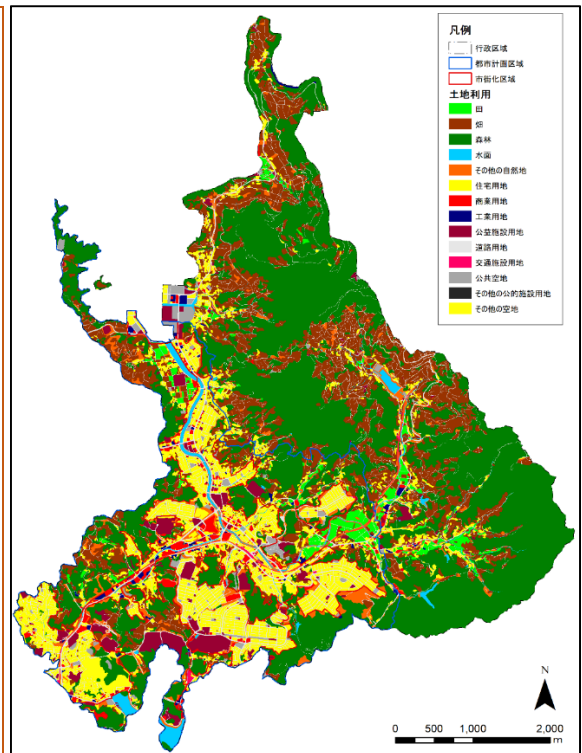 凡例
行政区域
都市計画区域
市街化区域
土地利用
田
畑
森林
水面
その他の自然地
住宅用地
商業用地
工業用地
公益施設用地
道路用地
交通施設用地
公共空地
その他の公的施設用地
その他の空地
N
0 500 1,000 2,000
m